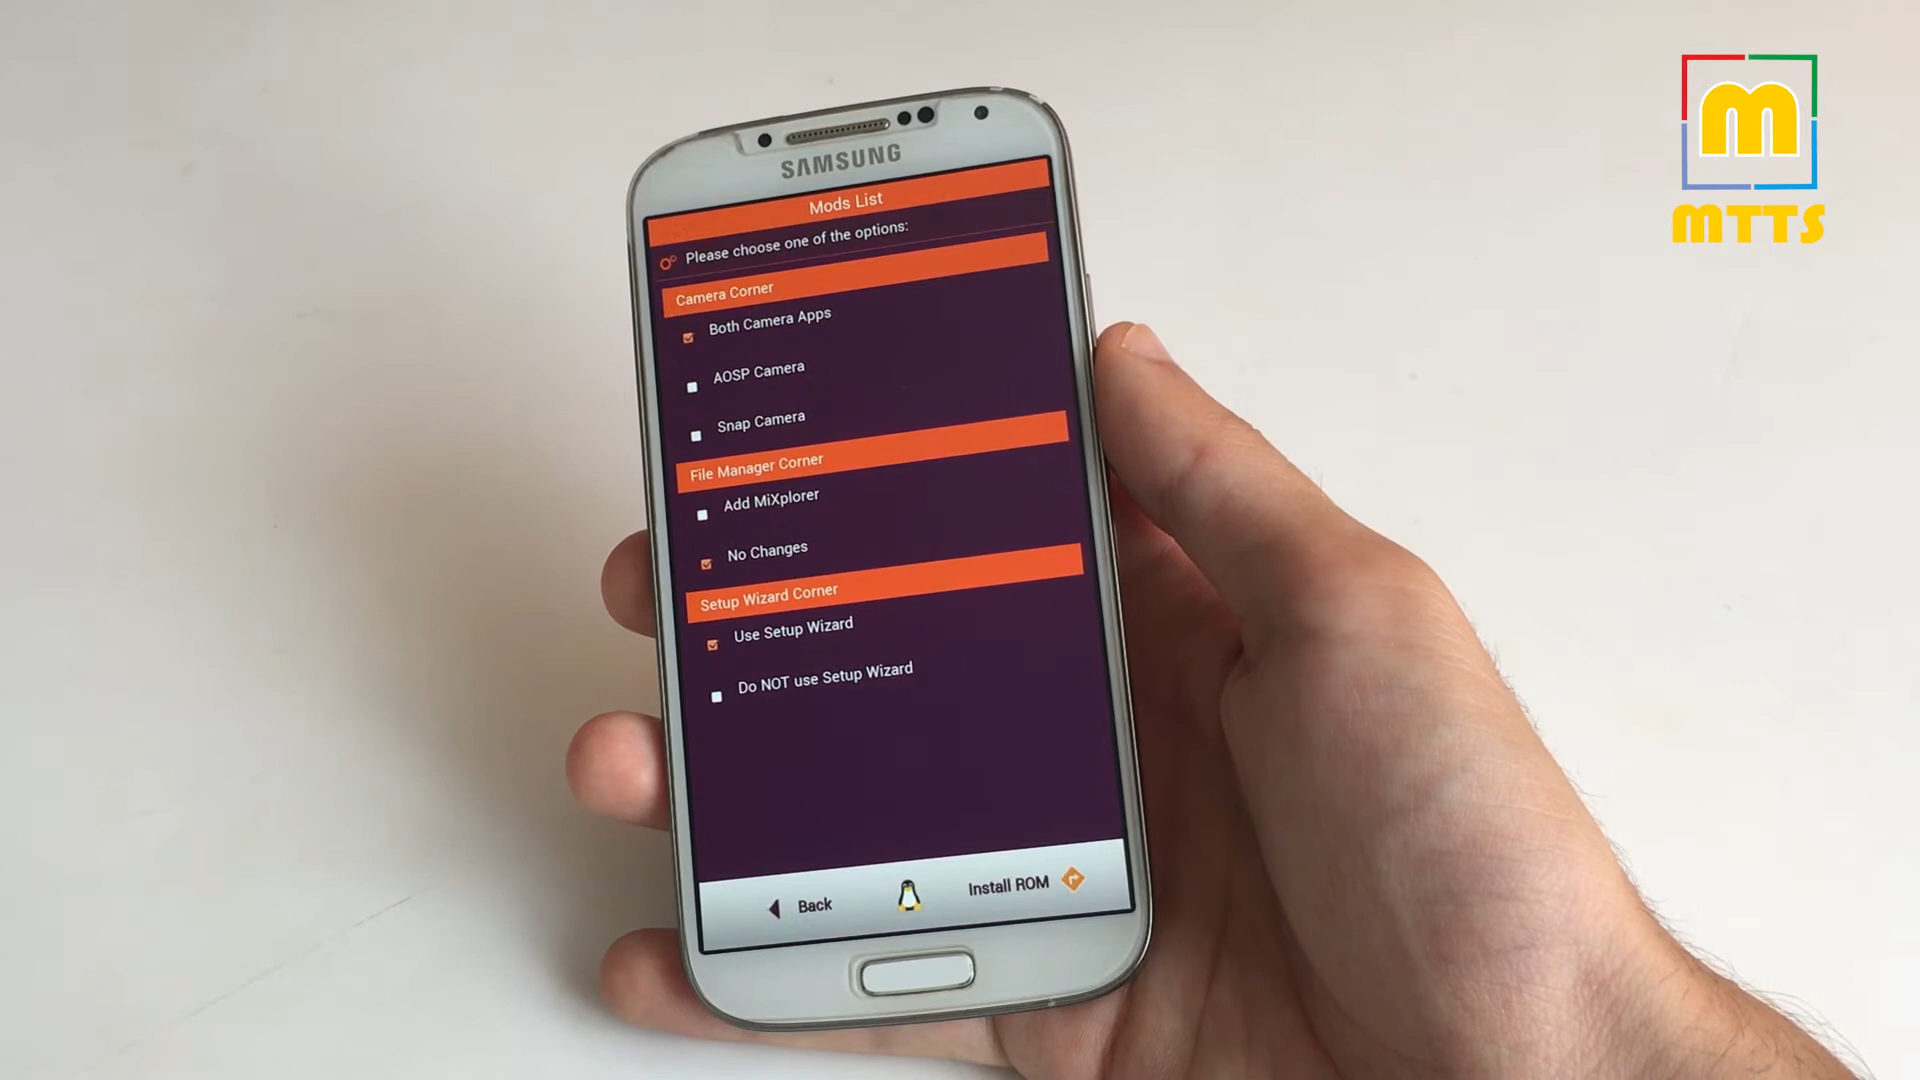 m
MTTS
SAMSUNG
Mods List
Please choose one of the options:
Camera Corner
Both Camera Apps
AOSP Camera
Snap Camera
File Manager Corner
Add MiXplorer
No Changes
Setup Wizard Corner
Use Setup Wizard
Do NOT use Setup Wizard
Back
Install ROM